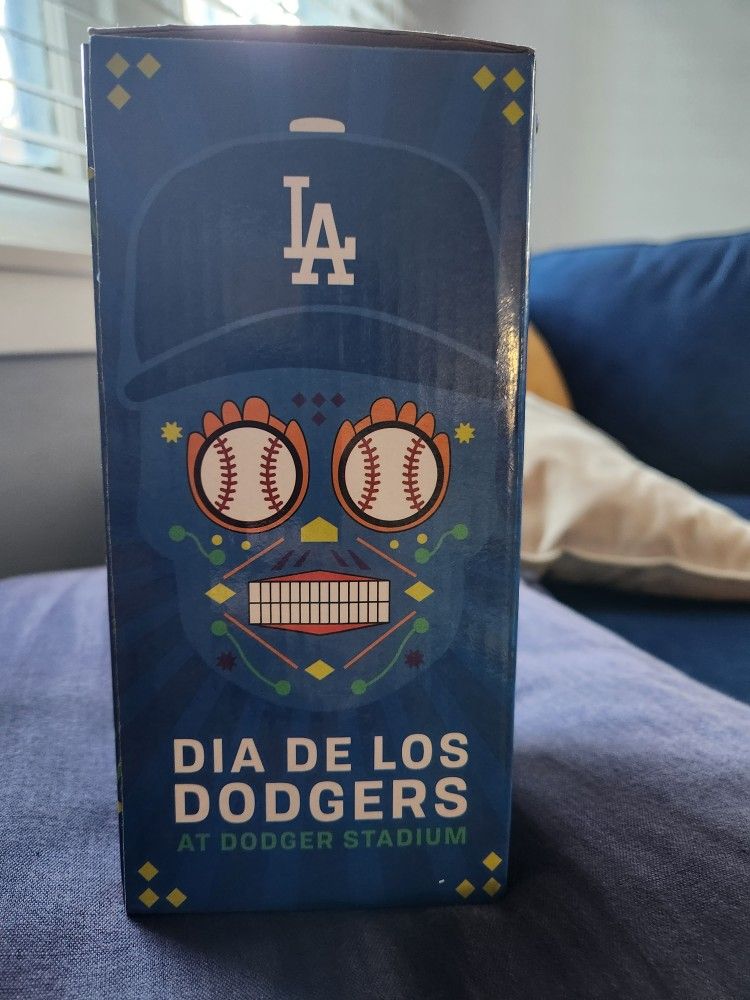 LA
DIA DE LOS
DODGERS
AT DODGER STADIUM